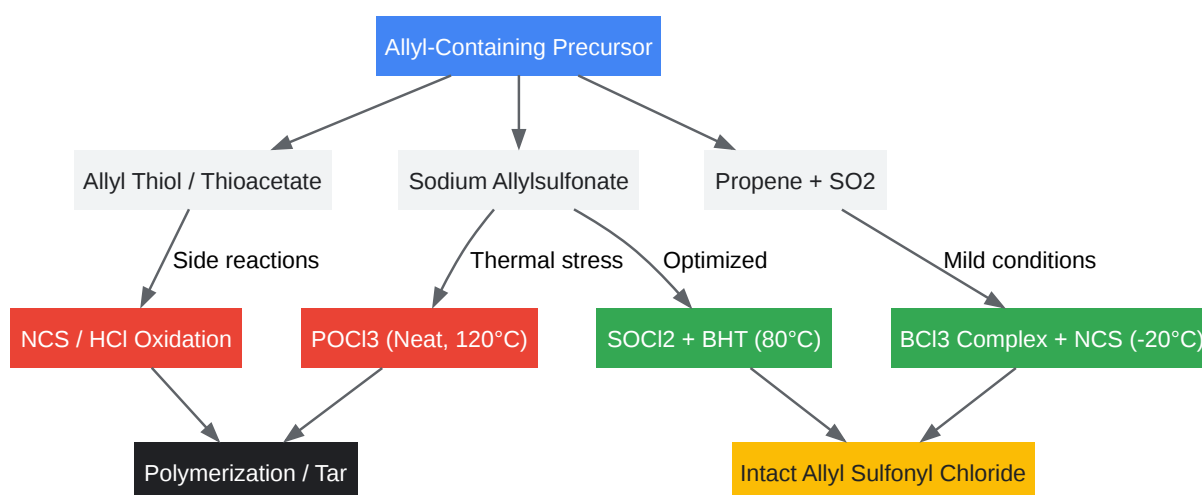 Allyl-Containing Precursor
Allyl Thiol / Thioacetate
Sodium Allylsulfonate
Propene + SO2
Side reactions
Thermal stress
Optimized
Mild conditions
NCS / HCl Oxidation
POCl3 (Neat, 120°C)
SOCl2 + BHT (80°C)
BCl3 Complex + NCS (-20°C)
Polymerization / Tar
Intact Allyl Sulfonyl Chloride